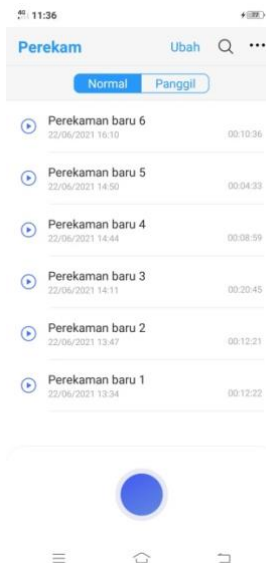 4G 11:36
Perekam Ubah
Normal Panggil
Perekaman baru 6
22/06/2021 16:10 00:10:36
Perekaman baru 5
22/06/2021 14:50 00:04:33
Perekaman baru 4
22/06/2021 14:44 00:08:59
Perekaman baru 3
22/06/2021 14:11 00:20:45
Perekaman baru 2
22/06/2021 13:47 00:12:21
Perekaman baru 1
22/06/2021 13:34 00:12:22